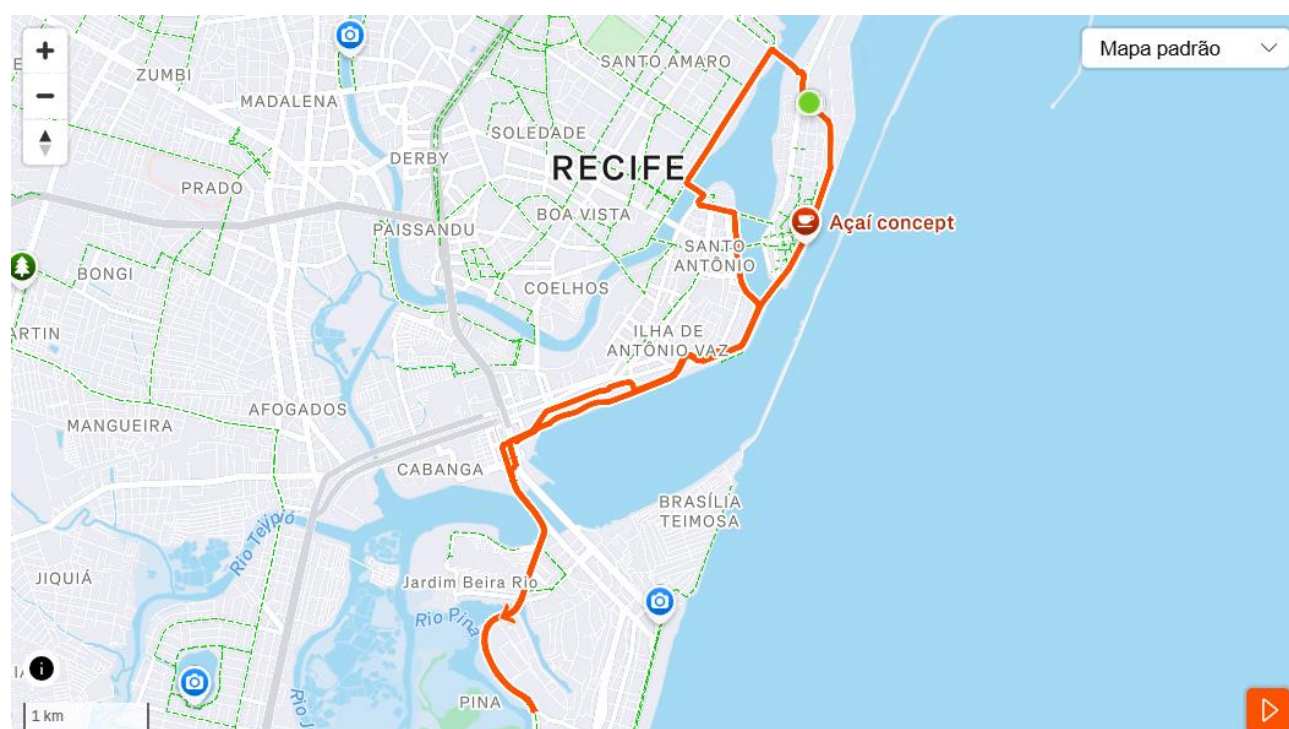 Mapa padrão
SANTO AMARO
ZUMBI
MADALENA
SOLEDADE
DERBY
RECIFE
PRADO
BOA VISTA
Açaí concept
PAISSANDU
SANTO
ANTÔNIO
BONGI
COELHOS
ARTIN
ILHA DE
ANTÔNIO VAZ
AFOGADOS
MANGUEIRA
CABANGA
BRASÍLIA
TEIMOSA
Rio Tejipió
JIQUIÁ
Jardim Beira Rio
Rio Pina
PINA
Rio J
1 km